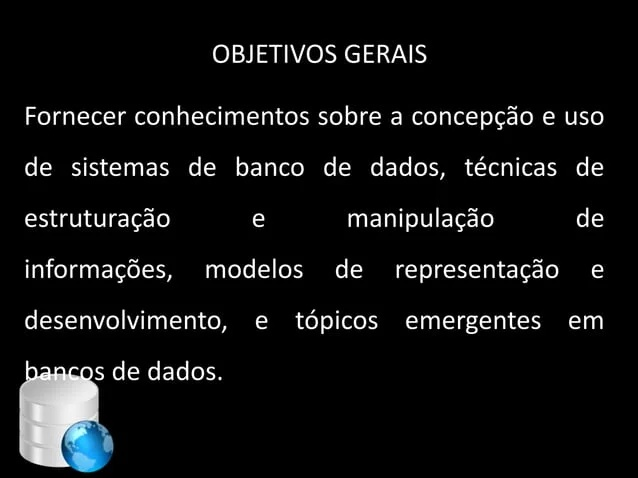 OBJETIVOS GERAIS
Fornecer conhecimentos sobre a concepção e uso
de sistemas de banco de dados, técnicas de
estruturação e manipulação de
informações, modelos de representação e
desenvolvimento, e tópicos emergentes em
bancos de dados.